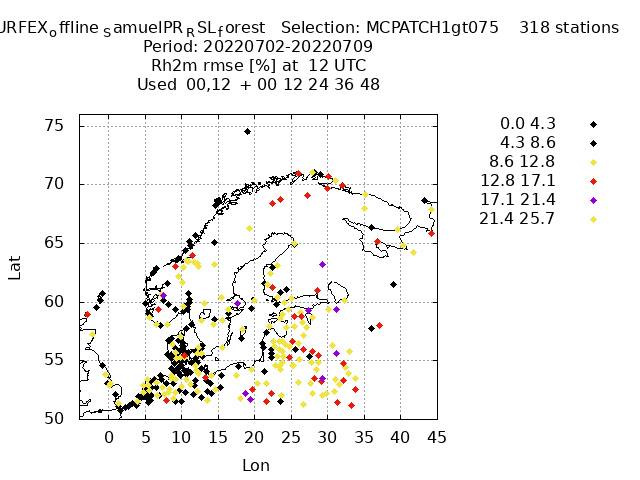 URFEXoffline SamuelPRRSLforest Selection: MCPATCH1gt075 318 stations
Period: 20220702-20220709
Rh2m rmse [%] at 12 UTC
Used 00,12 + 00 12 24 36 48
0.0 4.3
4.3 8.6
8.6 12.8
12.8 17.1
17.1 21.4
21.4 25.7
75
70
65
60
55
50
Lat
0 5 10 15 20 25 30 35 40 45
Lon